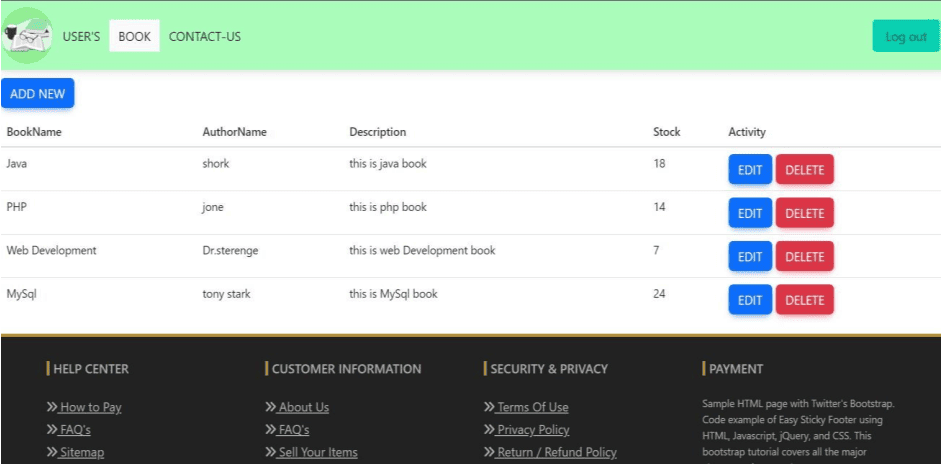 USER'S BOOK CONTACT-US Log out
ADD NEW
BookName AuthorName Description Stock Activity
Java shork this is java book 18 EDIT DELETE
PHP jone this is php book 14 EDIT DELETE
Web Development Dr.sterenge this is web Development book 7 EDIT DELETE
MySql tony stark this is MySql book 24 EDIT DELETE
HELP CENTER CUSTOMER INFORMATION SECURITY & PRIVACY PAYMENT
How to Pay About Us Terms Of Use Sample HTML page with Twitter's Bootstrap.
Code example of Easy Sticky Footer using
FAQ's FAQ's Privacy Policy HTML, Javascript, jQuery, and CSS. This
Sitemap Sell Your Items Return / Refund Policy bootstrap tutorial covers all the major